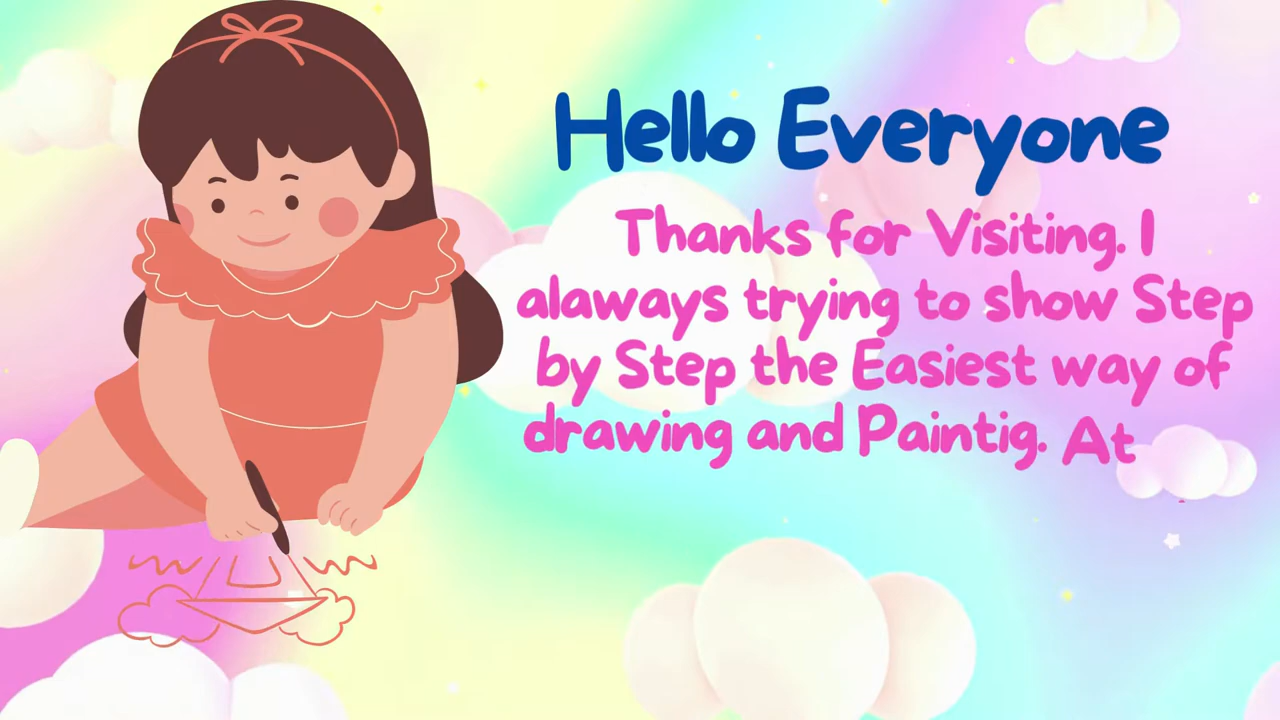 Hello Everyone
Thanks for Visiting. I
alaways trying to show Step
by Step the Easiest way of
drawing and Paintig. At